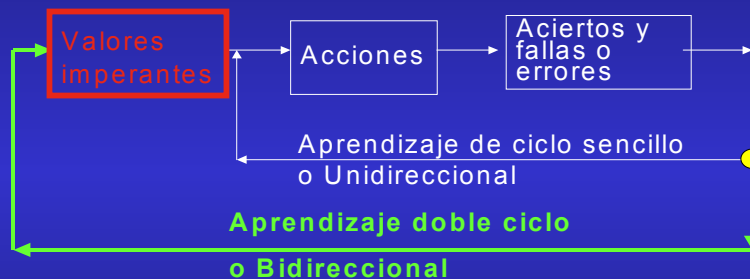 Valores
imperantes
Acciones
Aciertos y
fallas o
errores
Aprendizaje de ciclo sencillo
o Unidireccional
Aprendizaje doble ciclo
o Bidireccional